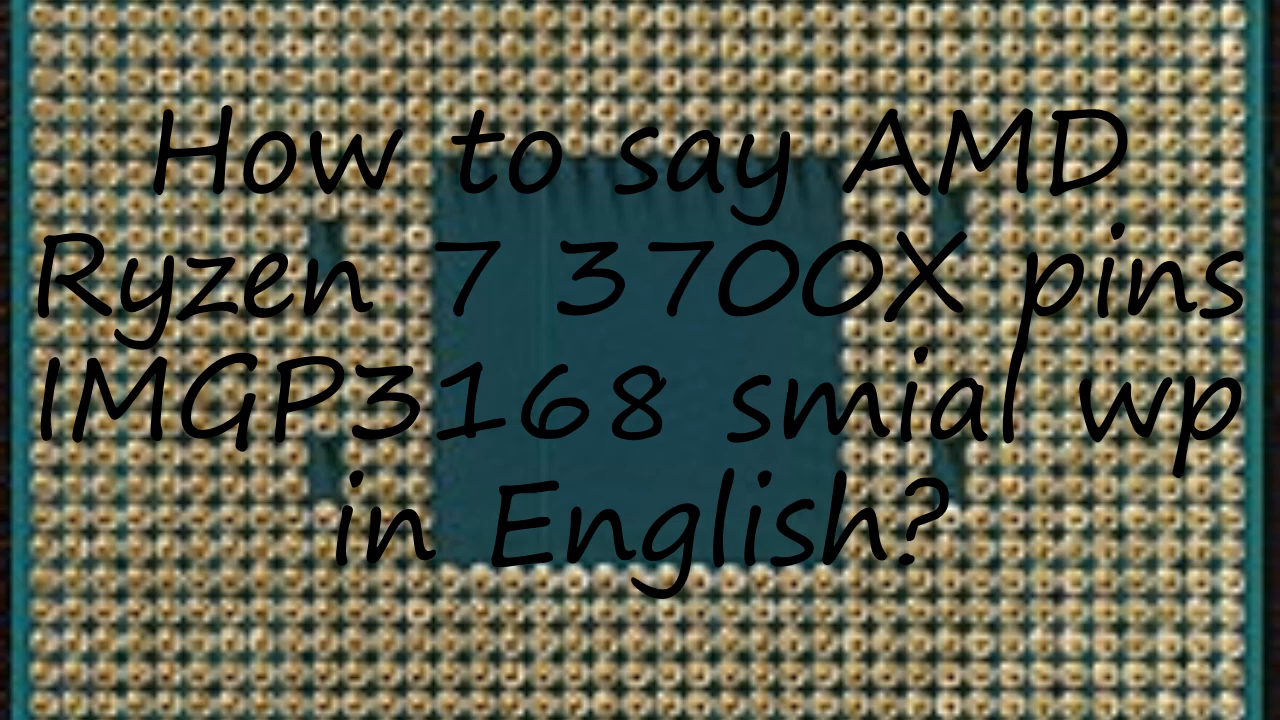 How to say AMD
Ryzen 7 3700X pins
IMGP3168 smial wp
in English?